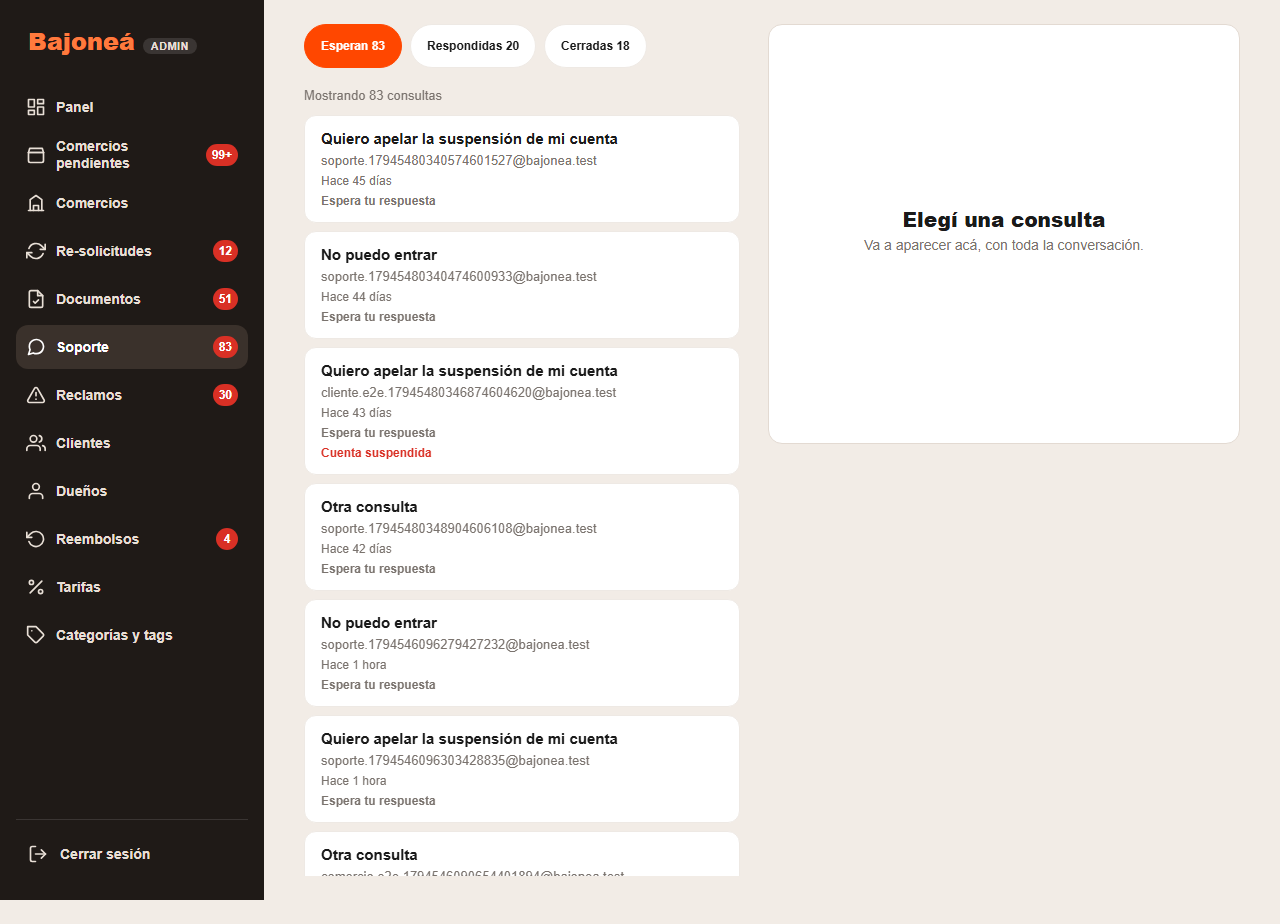 Bajoneá ADMIN
Panel
Comercios pendientes 99+
Comercios
Re-solicitudes 12
Documentos 51
Soporte 83
Reclamos 30
Clientes
Dueños
Reembolsos 4
Tarifas
Categorías y tags
Cerrar sesión
Esperan 83
Respondidas 20
Cerradas 18
Mostrando 83 consultas
Quiero apelar la suspensión de mi cuenta
soporte.17945480340574601527@bajonea.test
Hace 45 días
Espera tu respuesta
No puedo entrar
soporte.17945480340474600933@bajonea.test
Hace 44 días
Espera tu respuesta
Quiero apelar la suspensión de mi cuenta
cliente.e2e.17945480346874604620@bajonea.test
Hace 43 días
Espera tu respuesta
Cuenta suspendida
Otra consulta
soporte.17945480348904606108@bajonea.test
Hace 42 días
Espera tu respuesta
No puedo entrar
soporte.1794546096279427232@bajonea.test
Hace 1 hora
Espera tu respuesta
Quiero apelar la suspensión de mi cuenta
soporte.1794546096303428835@bajonea.test
Hace 1 hora
Espera tu respuesta
Otra consulta
Elegí una consulta
Va a aparecer acá, con toda la conversación.